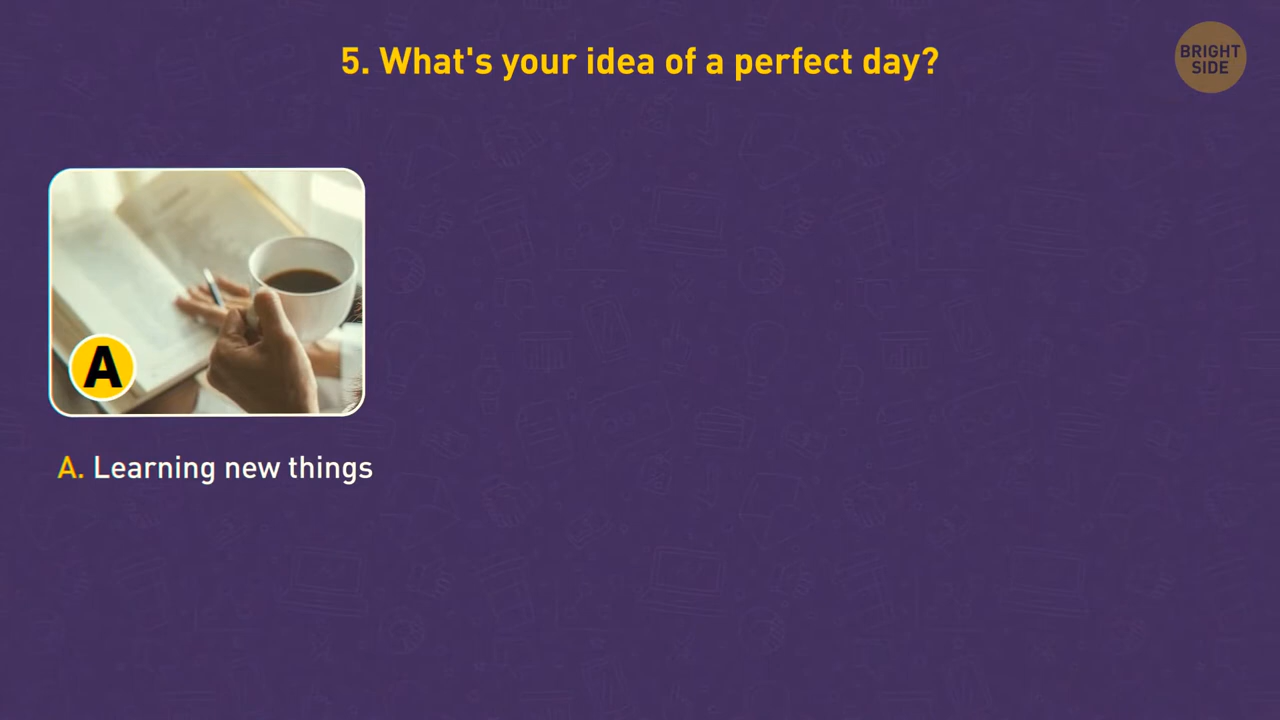 5. What's your idea of a perfect day?
BRIGHT
SIDE
A
A. Learning new things